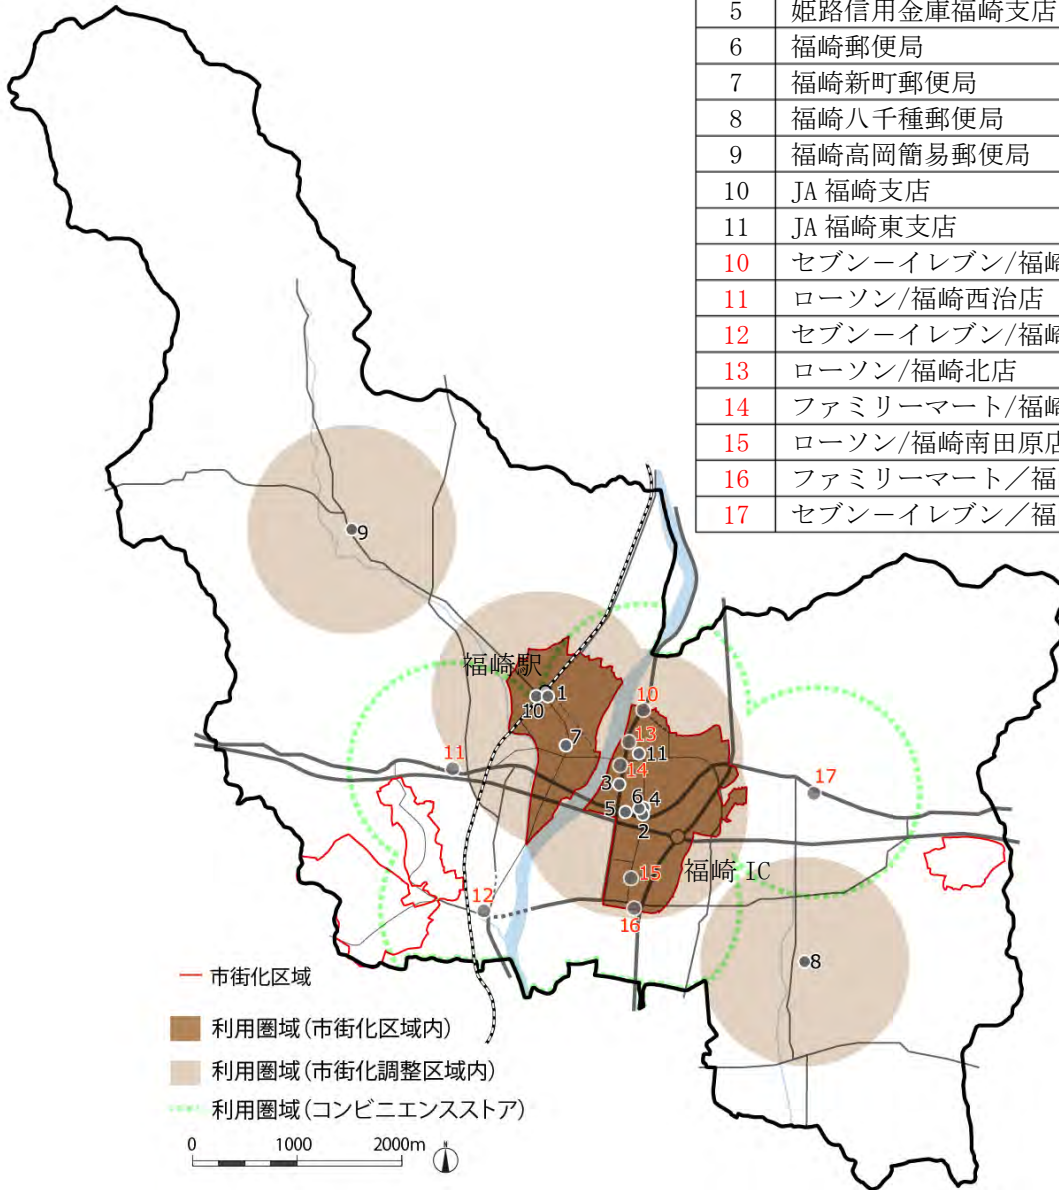 5 姫路信用金庫福崎支店
6 福崎郵便局
7 福崎新町郵便局
8 福崎八千種郵便局
9 福崎高岡簡易郵便局
10 JA 福崎支店
11 JA 福崎東支店
10 セブン－イレブン/福崎
11 ローソン/福崎西治店
12 セブン－イレブン/福崎
13 ローソン/福崎北店
14 ファミリーマート/福崎
15 ローソン/福崎南田原店
16 ファミリーマート／福
17 セブン－イレブン／福
9
福崎駅
1
10
10
7
13
11
11
14
17
3
6
4
5
2
15
福崎 IC
12
16
8
市街化区域
利用圏域(市街化区域内)
利用圏域(市街化調整区域内)
利用圏域(コンビニエンスストア)
0 1000 2000m